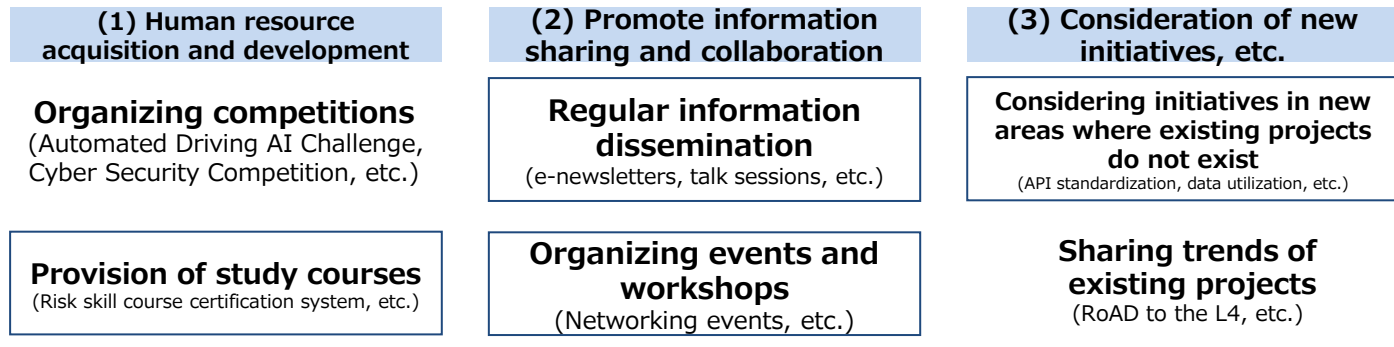 (1) Human resource
acquisition and development
Organizing competitions
(Automated Driving AI Challenge,
Cyber Security Competition, etc.)
Provision of study courses
(Risk skill course certification system, etc.)
(2) Promote information
sharing and collaboration
Regular information
dissemination
(e-newsletters, talk sessions, etc.)
Organizing events and
workshops
(Networking events, etc.)
(3) Consideration of new
initiatives, etc.
Considering initiatives in new
areas where existing projects
do not exist
(API standardization, data utilization, etc.)
Sharing trends of
existing projects
(RoAD to the L4, etc.)